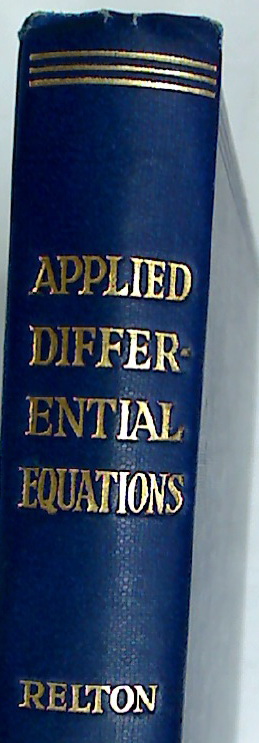 APPLIED
DIFFER-
ENTIAL
EQUATIONS
RELTON